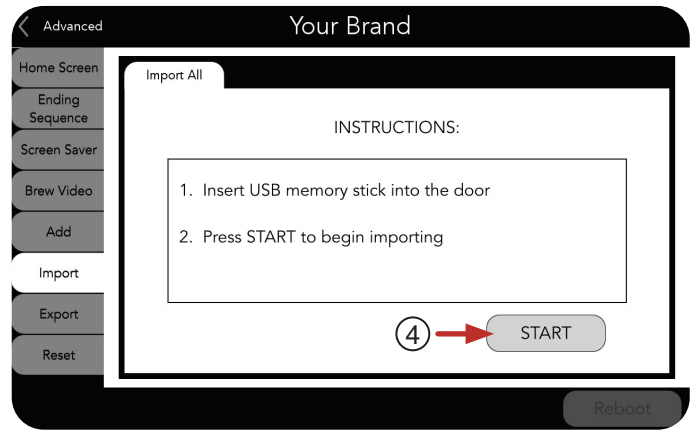 Advanced
Your Brand
Home Screen
Ending
Sequence
Screen Saver
Brew Video
Add
Import
Export
Reset
Import All
INSTRUCTIONS:
1. Insert USB memory stick into the door
2. Press START to begin importing
4
START
Reboot